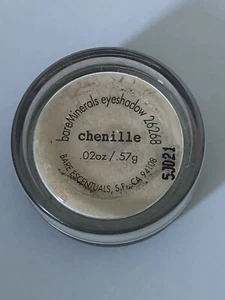 bareMinerals eyeshadow 26268
chenille
.02oz/.57g
BARE ESCENTUALS, S.F., CA 94108
5JD21